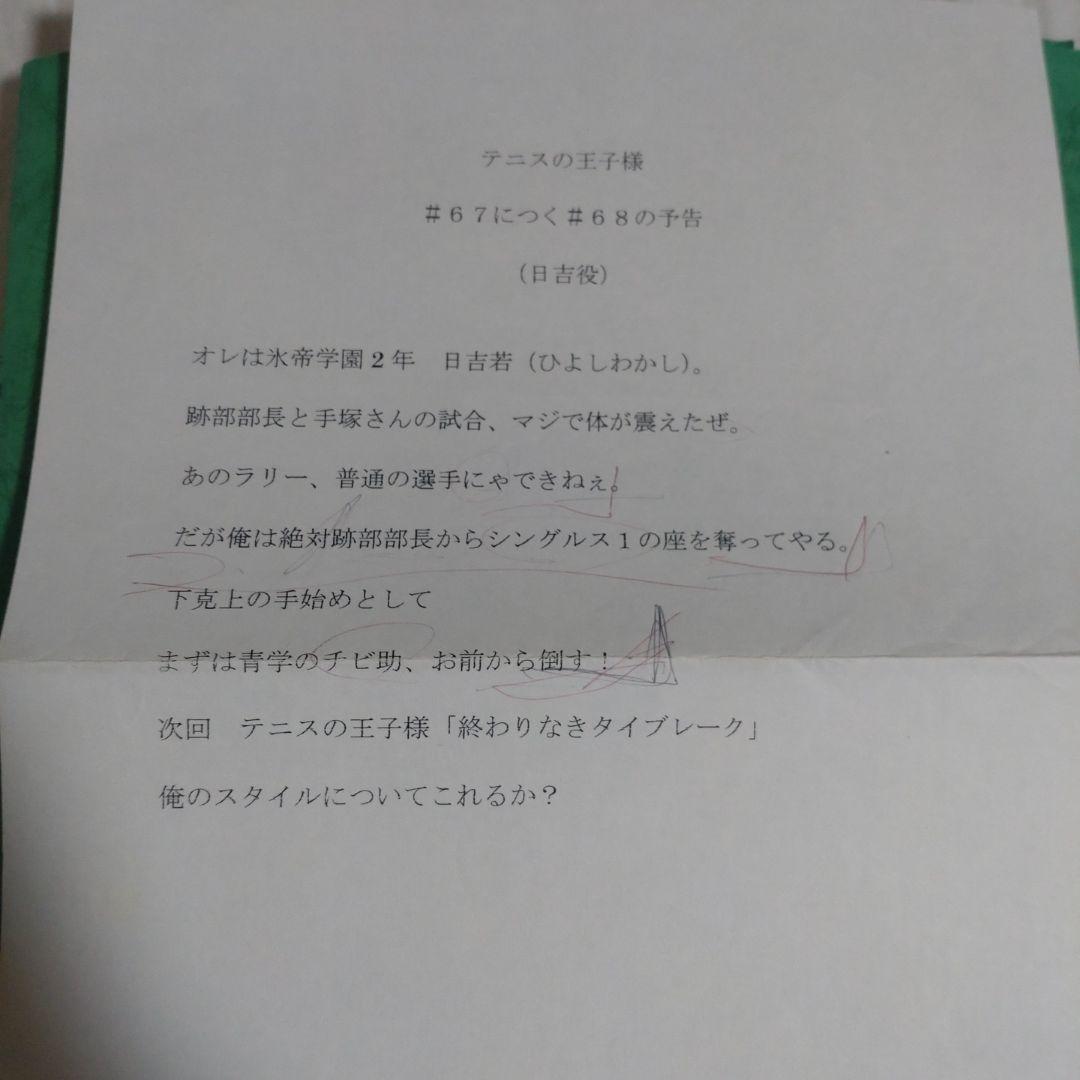 テニスの王子様
＃６７につく＃６８の予告
（日吉役）
オレは氷帝学園２年　日吉若（ひよしわかし）。
跡部部長と手塚さんの試合、マジで体が震えたぜ。
あのラリー、普通の選手にゃできねぇ。
だが俺は絶対跡部部長からシングルス１の座を奪ってやる。
下克上の手始めとして
まずは青学のチビ助、お前から倒す！
次回　テニスの王子様「終わりなきタイブレーク」
俺のスタイルについてこれるか？